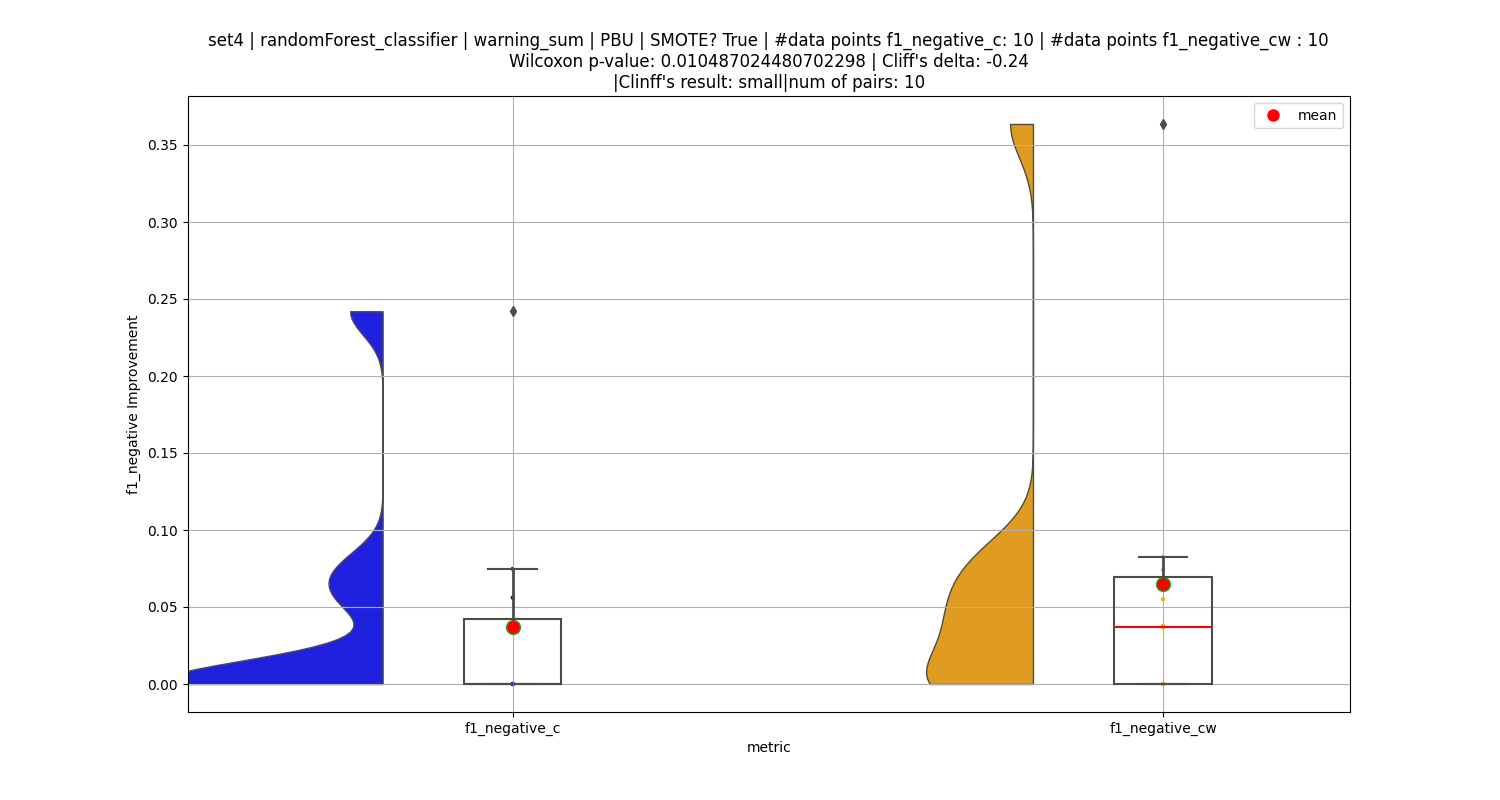 set4 | randomForest_classifier | warning_sum | PBU | SMOTE? True | #data points f1_negative_c: 10 | #data points f1_negative_cw : 10
Wilcoxon p-value: 0.010487024480702298 | Cliff's delta: -0.24
|Clinff's result: small|num of pairs: 10
mean
0.35
0.30
0.25
0.20
0.15
0.10
0.05
0.00
f1_negative Improvement
f1_negative_c
f1_negative_cw
metric